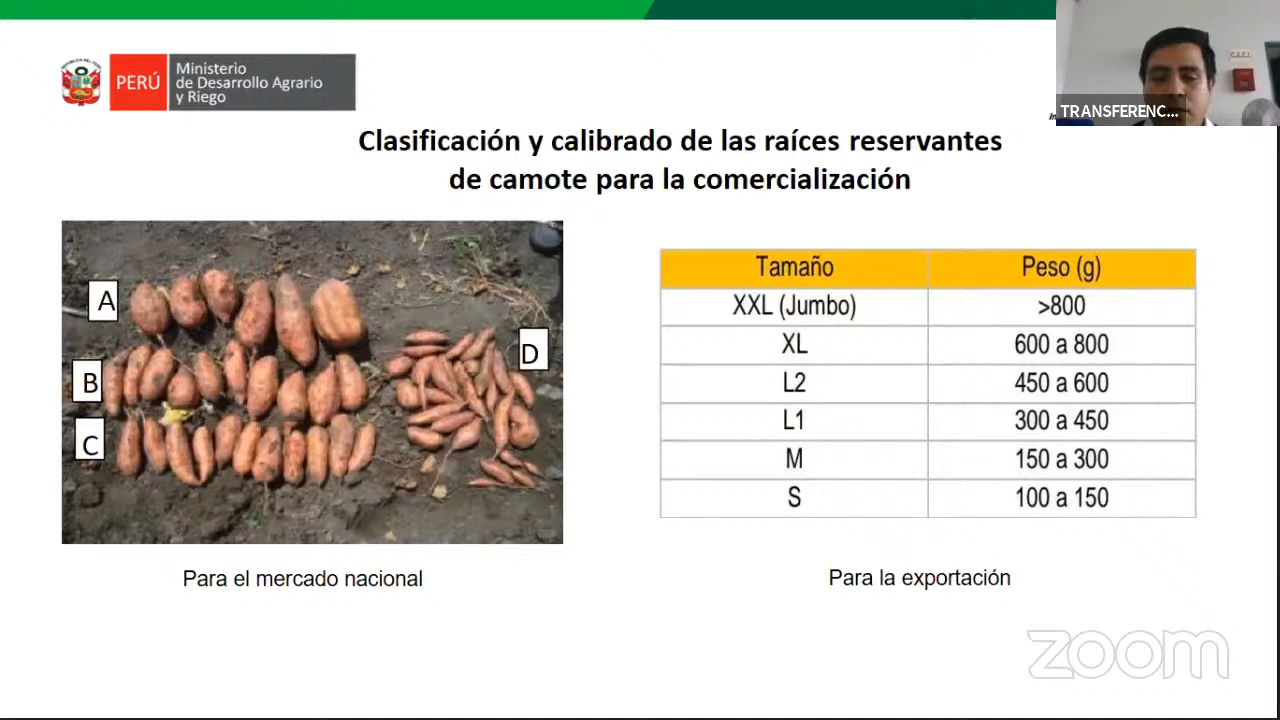 PERÚ
Ministerio
de Desarrollo Agrario
y Riego
TRANSFERENC...
Clasificación y calibrado de las raíces reservantes
de camote para la comercialización
A
B
C
D
Tamaño Peso (g)
XXL (Jumbo) >800
XL 600 a 800
L2 450 a 600
L1 300 a 450
M 150 a 300
S 100 a 150
Para el mercado nacional
Para la exportación
zoom